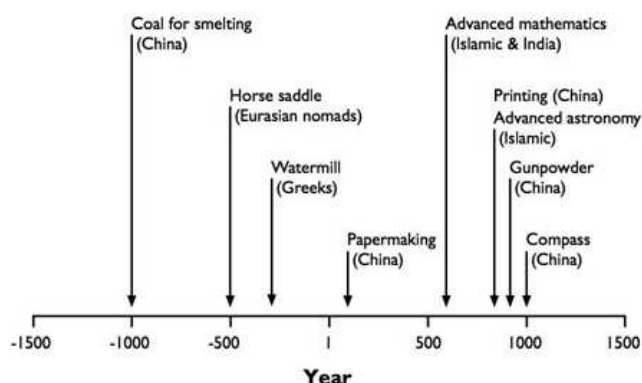 Coal for smelting
(China)
Advanced mathematics
(Islamic & India)
Horse saddle
(Eurasian nomads)
Printing (China)
Advanced astronomy
(Islamic)
Watermill
(Greeks)
Gunpowder
(China)
Papermaking
(China)
Compass
(China)
-1500 -1000 -500 1 500 1000 1500
Year